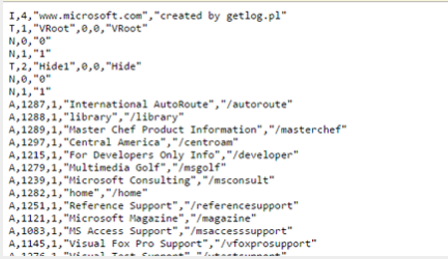 I,4,"www.microsoft.com","created by getlog.pl"
T,1,"VRoot",0,0,"VRoot"
N,0,"0"
N,1,"1"
T,2,"Hide1",0,0,"Hide"
N,0,"0"
N,1,"1"
A,1287,1,"International AutoRoute","/autoroute"
A,1288,1,"library","/library"
A,1289,1,"Master Chef Product Information","/masterchef"
A,1297,1,"Central America","/centroam"
A,1215,1,"For Developers Only Info","/developer"
A,1279,1,"Multimedia Golf","/msgolf"
A,1239,1,"Microsoft Consulting","/msconsult"
A,1282,1,"home","/home"
A,1251,1,"Reference Support","/referencesupport"
A,1121,1,"Microsoft Magazine","/magazine"
A,1083,1,"MS Access Support","/msaccesssupport"
A,1145,1,"Visual Fox Pro Support","/vfoxprosupport"